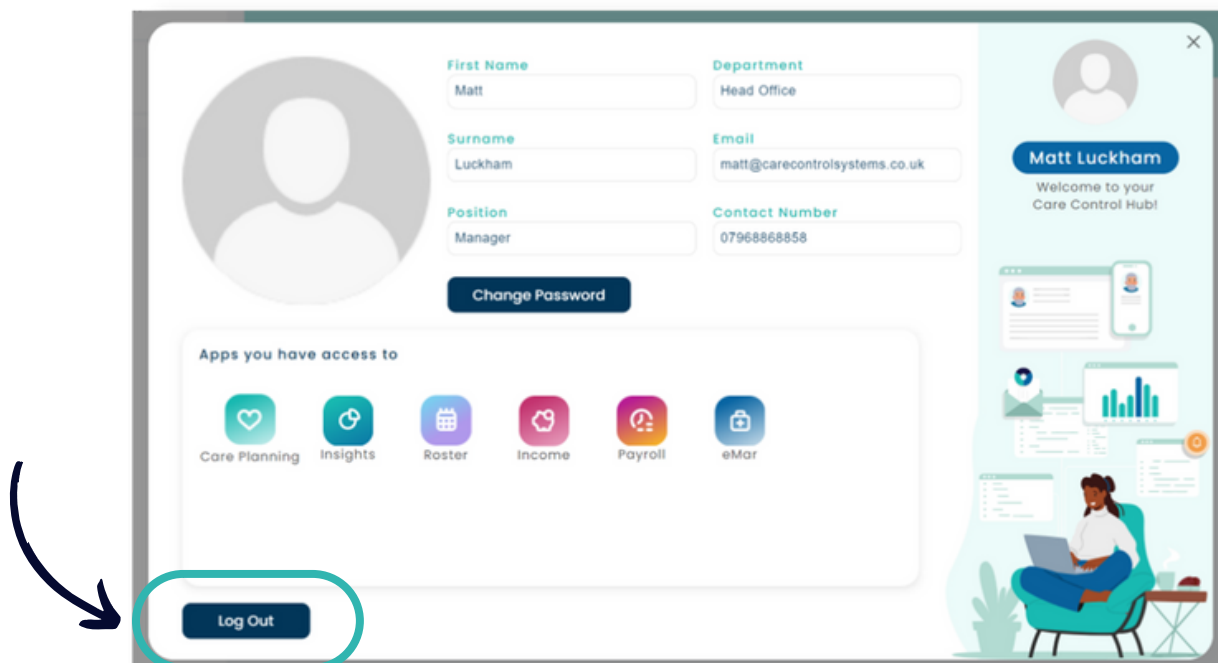 First Name
Matt
Department
Head Office
Surname
Luckham
Email
matt@carecontrolsystems.co.uk
Position
Manager
Contact Number
07968868858
Change Password
Apps you have access to
Care Planning
Insights
Roster
Income
Payroll
eMar
Log Out
Matt Luckham
Welcome to your
Care Control Hub!